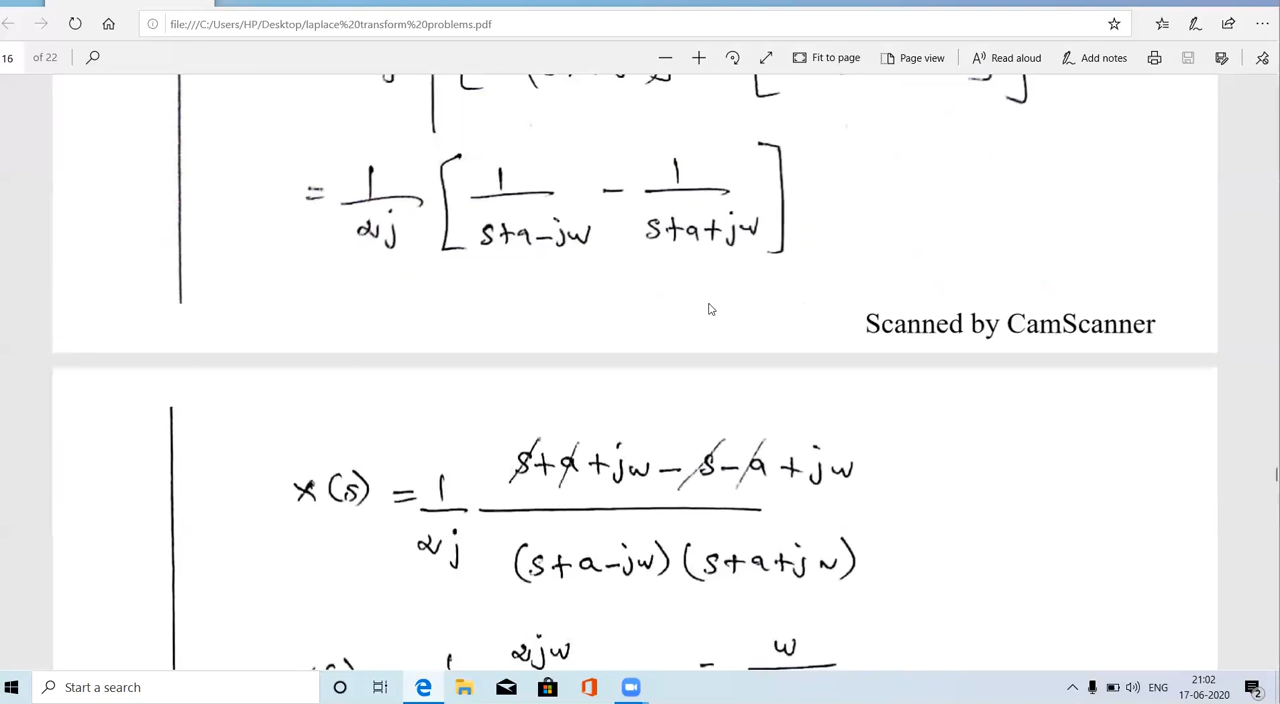 file:///C:/Users/HP/Desktop/laplace%20transform%20problems.pdf
16 of 22 Fit to page Page view Read aloud Add notes
= 1/2j [ 1/(s+a-jw) - 1/(s+a+jw) ]
Scanned by CamScanner
x(s) = 1/2j (s+a+jw-s-a+jw)/((s+a-jw)(s+a+jw))
2jw = w
Search a search
21:02
ENG
17-06-2020
2